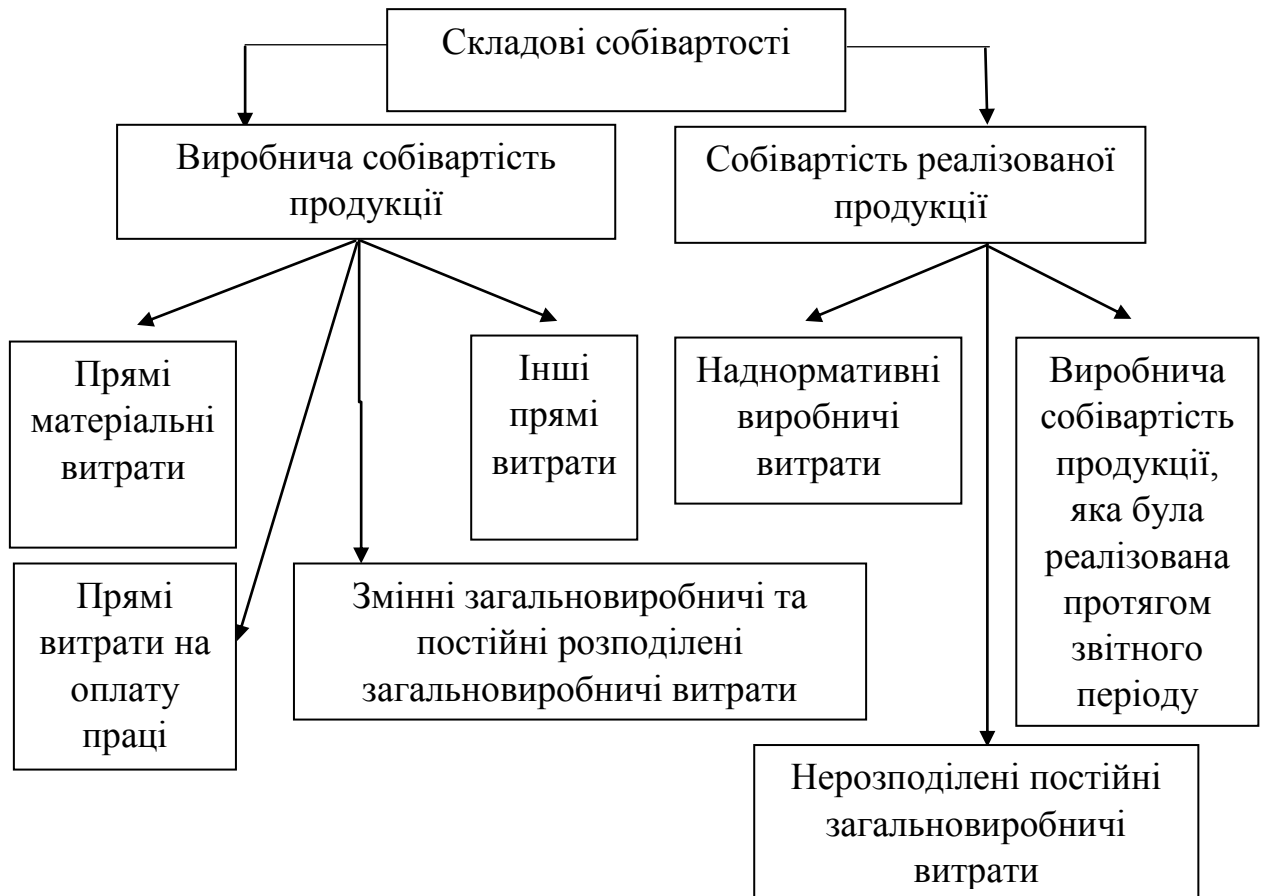 Складові собівартості
Виробнича собівартість
продукції
Собівартість реалізованої
продукції
Прямі
матеріальні
витрати
Інші
прямі
витрати
Наднормативні
виробничі
витрати
Виробнича
собівартість
продукції,
яка була
реалізована
протягом
звітного
періоду
Прямі
витрати на
оплату
праці
Змінні загальновиробничі та
постійні розподілені
загальновиробничі витрати
Нерозподілені постійні
загальновиробничі
витрати